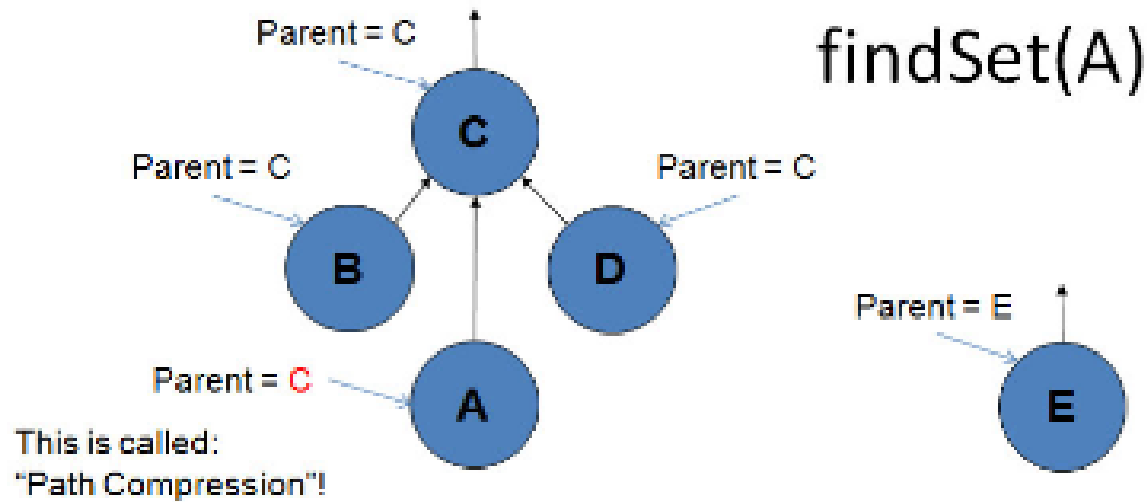 Parent = C
findSet(A)
C
Parent = C
Parent = C
B
D
Parent = E
Parent = C
A
E
This is called:
"Path Compression"!